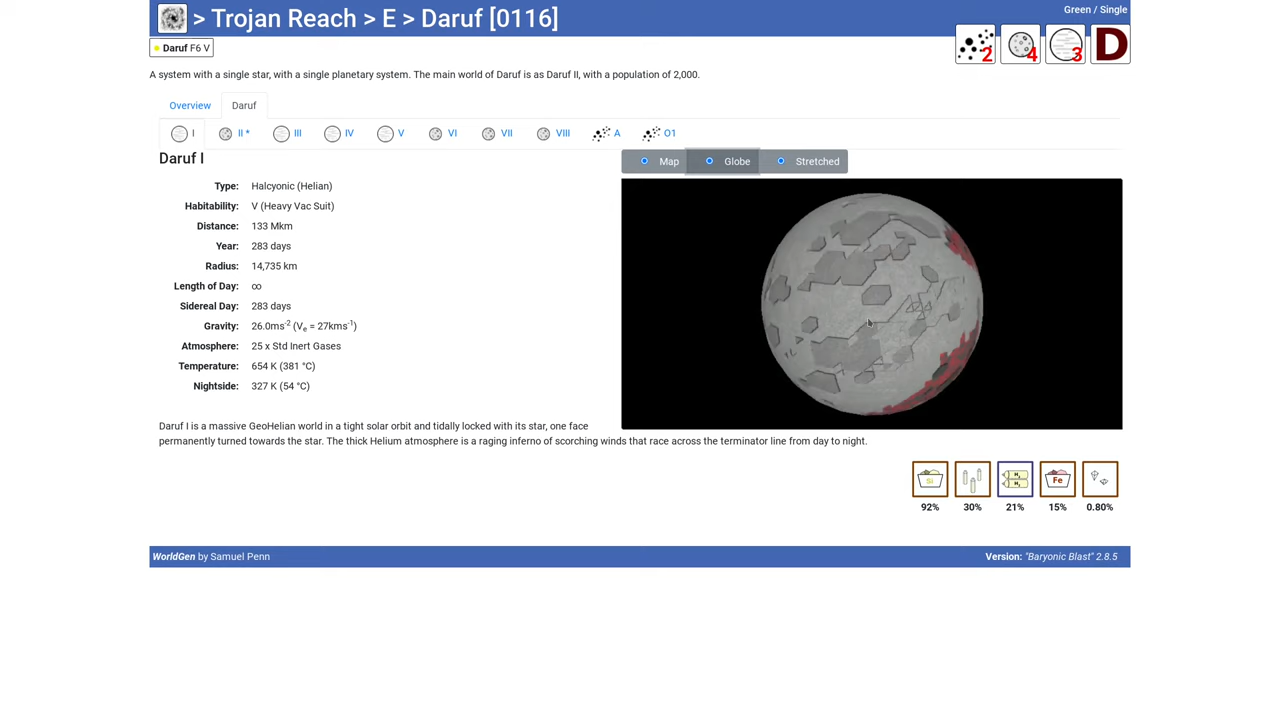 > Trojan Reach > E > Daruf [0116]
Green / Single
2 4 3 D
Daruf F6 V
A system with a single star, with a single planetary system. The main world of Daruf is as Daruf II, with a population of 2,000.
Overview Daruf
I II * III IV V VI VII VIII A O1
Daruf I
Map Globe Stretched
Type: Halcyonic (Helian)
Habitability: V (Heavy Vac Suit)
Distance: 133 Mkm
Year: 283 days
Radius: 14,735 km
Length of Day: ∞
Sidereal Day: 283 days
Gravity: 26.0ms-2 (Ve = 27kms-1)
Atmosphere: 25 x Std Inert Gases
Temperature: 654 K (381 °C)
Nightside: 327 K (54 °C)
Daruf I is a massive GeoHelian world in a tight solar orbit and tidally locked with its star, one face
permanently turned towards the star. The thick Helium atmosphere is a raging inferno of scorching winds that race across the terminator line from day to night.
Si H₂ H₂ Fe
92% 30% 21% 15% 0.80%
WorldGen by Samuel Penn
Version: "Baryonic Blast" 2.8.5